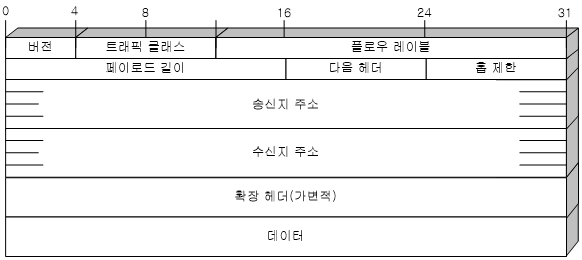 0 4 8 16 24 31
버전 트래픽 클래스 플로우 레이블
페이로드 길이 다음 헤더 홉 제한
송신지 주소
수신지 주소
확장 헤더(가변적)
데이터